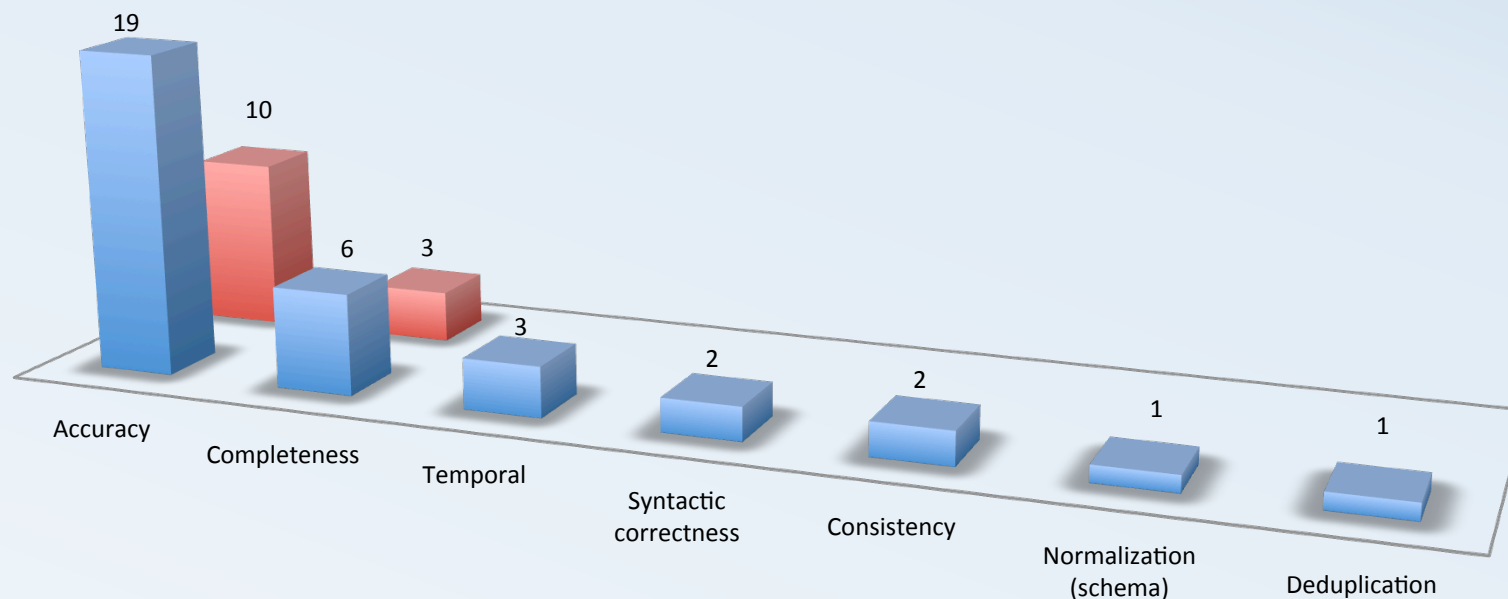 19
10
6
3
3
2
2
1
1
Accuracy
Completeness
Temporal
Syntactic
correctness
Consistency
Normalization
(schema)
Deduplication